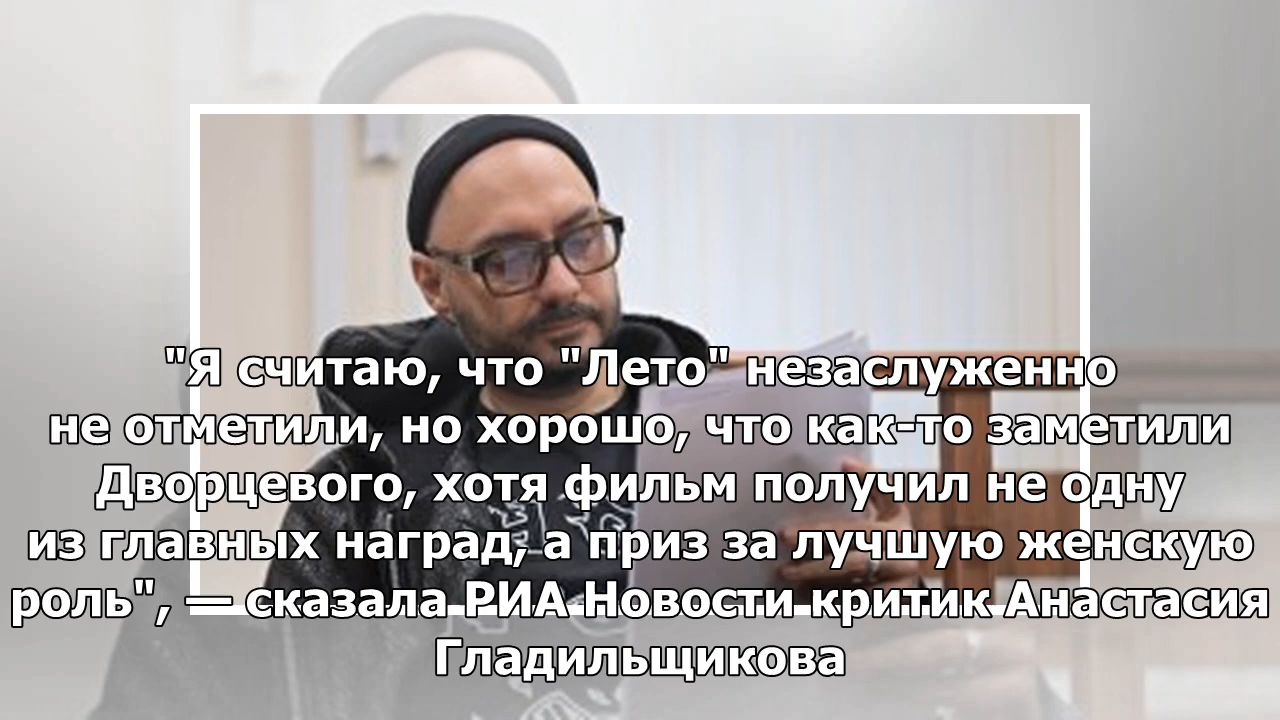 "Я считаю, что "Лето" незаслуженно
не отметили, но хорошо, что как-то заметили
Дворцевого, хотя фильм получил не одну
из главных наград, а приз за лучшую женскую
роль", — сказала РИА Новости критик Анастасия
Гладильщикова